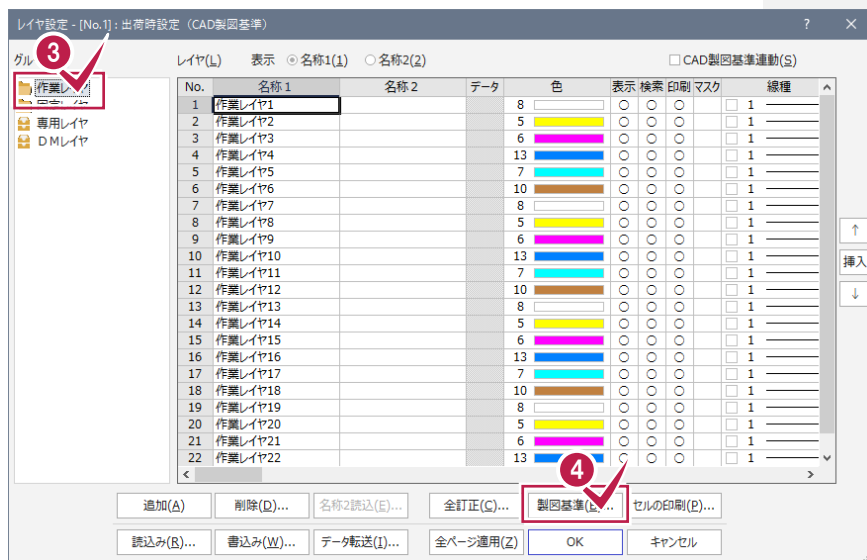 レイヤ設定 - [No.1] : 出荷時設定（CAD製図基準） ? ×
3
レイヤ(L) 表示 名称1(1) 名称2(2) CAD製図基準連動(S)
作業レイヤ
専用レイヤ
ＤＭレイヤ
No. 名称１ 名称２ データ 色 表示 検索 印刷 マスク 線種
1 作業レイヤ1 8 ○ ○ ○ 1
2 作業レイヤ2 5 ○ ○ ○ 1
3 作業レイヤ3 6 ○ ○ ○ 1
4 作業レイヤ4 13 ○ ○ ○ 1
5 作業レイヤ5 7 ○ ○ ○ 1
6 作業レイヤ6 10 ○ ○ ○ 1
7 作業レイヤ7 8 ○ ○ ○ 1
8 作業レイヤ8 5 ○ ○ ○ 1
9 作業レイヤ9 6 ○ ○ ○ 1
10 作業レイヤ10 13 ○ ○ ○ 1
11 作業レイヤ11 7 ○ ○ ○ 1
12 作業レイヤ12 10 ○ ○ ○ 1
13 作業レイヤ13 8 ○ ○ ○ 1
14 作業レイヤ14 5 ○ ○ ○ 1
15 作業レイヤ15 6 ○ ○ ○ 1
16 作業レイヤ16 13 ○ ○ ○ 1
17 作業レイヤ17 7 ○ ○ ○ 1
18 作業レイヤ18 10 ○ ○ ○ 1
19 作業レイヤ19 8 ○ ○ ○ 1
20 作業レイヤ20 5 ○ ○ ○ 1
21 作業レイヤ21 6 ○ ○ ○ 1
22 作業レイヤ22 13 ○ ○ ○ 1
↑
挿入
↓
4
追加(A) 削除(D)... 名称2読込(E)... 全訂正(C)... 製図基準 セルの印刷(P)...
読込み(R)... 書込み(W)... データ転送(I)... 全ページ適用(Z) OK キャンセル